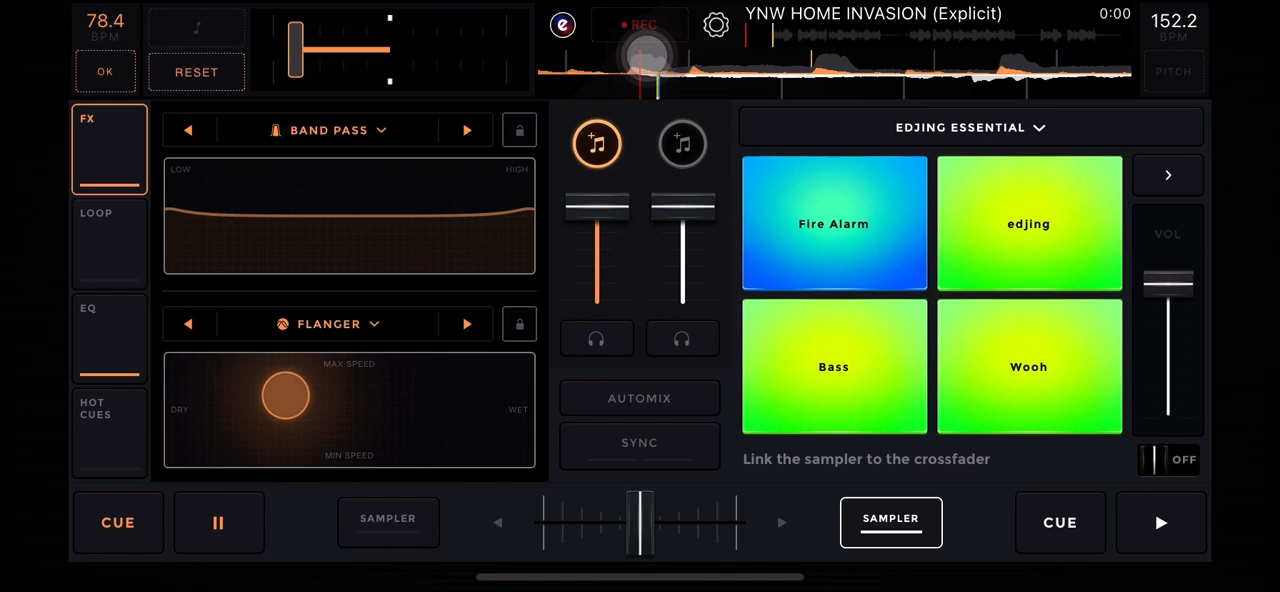 78.4
BPM
OK
RESET
REC
YNW HOME INVASION (Explicit)
0:00
152.2
BPM
PITCH
FX
LOOP
EQ
HOT
CUES
BAND PASS
LOW
HIGH
FLANGER
MAX SPEED
DRY
WET
MIN SPEED
AUTOMIX
SYNC
EDJING ESSENTIAL
Fire Alarm
edjing
Bass
Wooh
VOL
Link the sampler to the crossfader
OFF
CUE
SAMPLER
SAMPLER
CUE